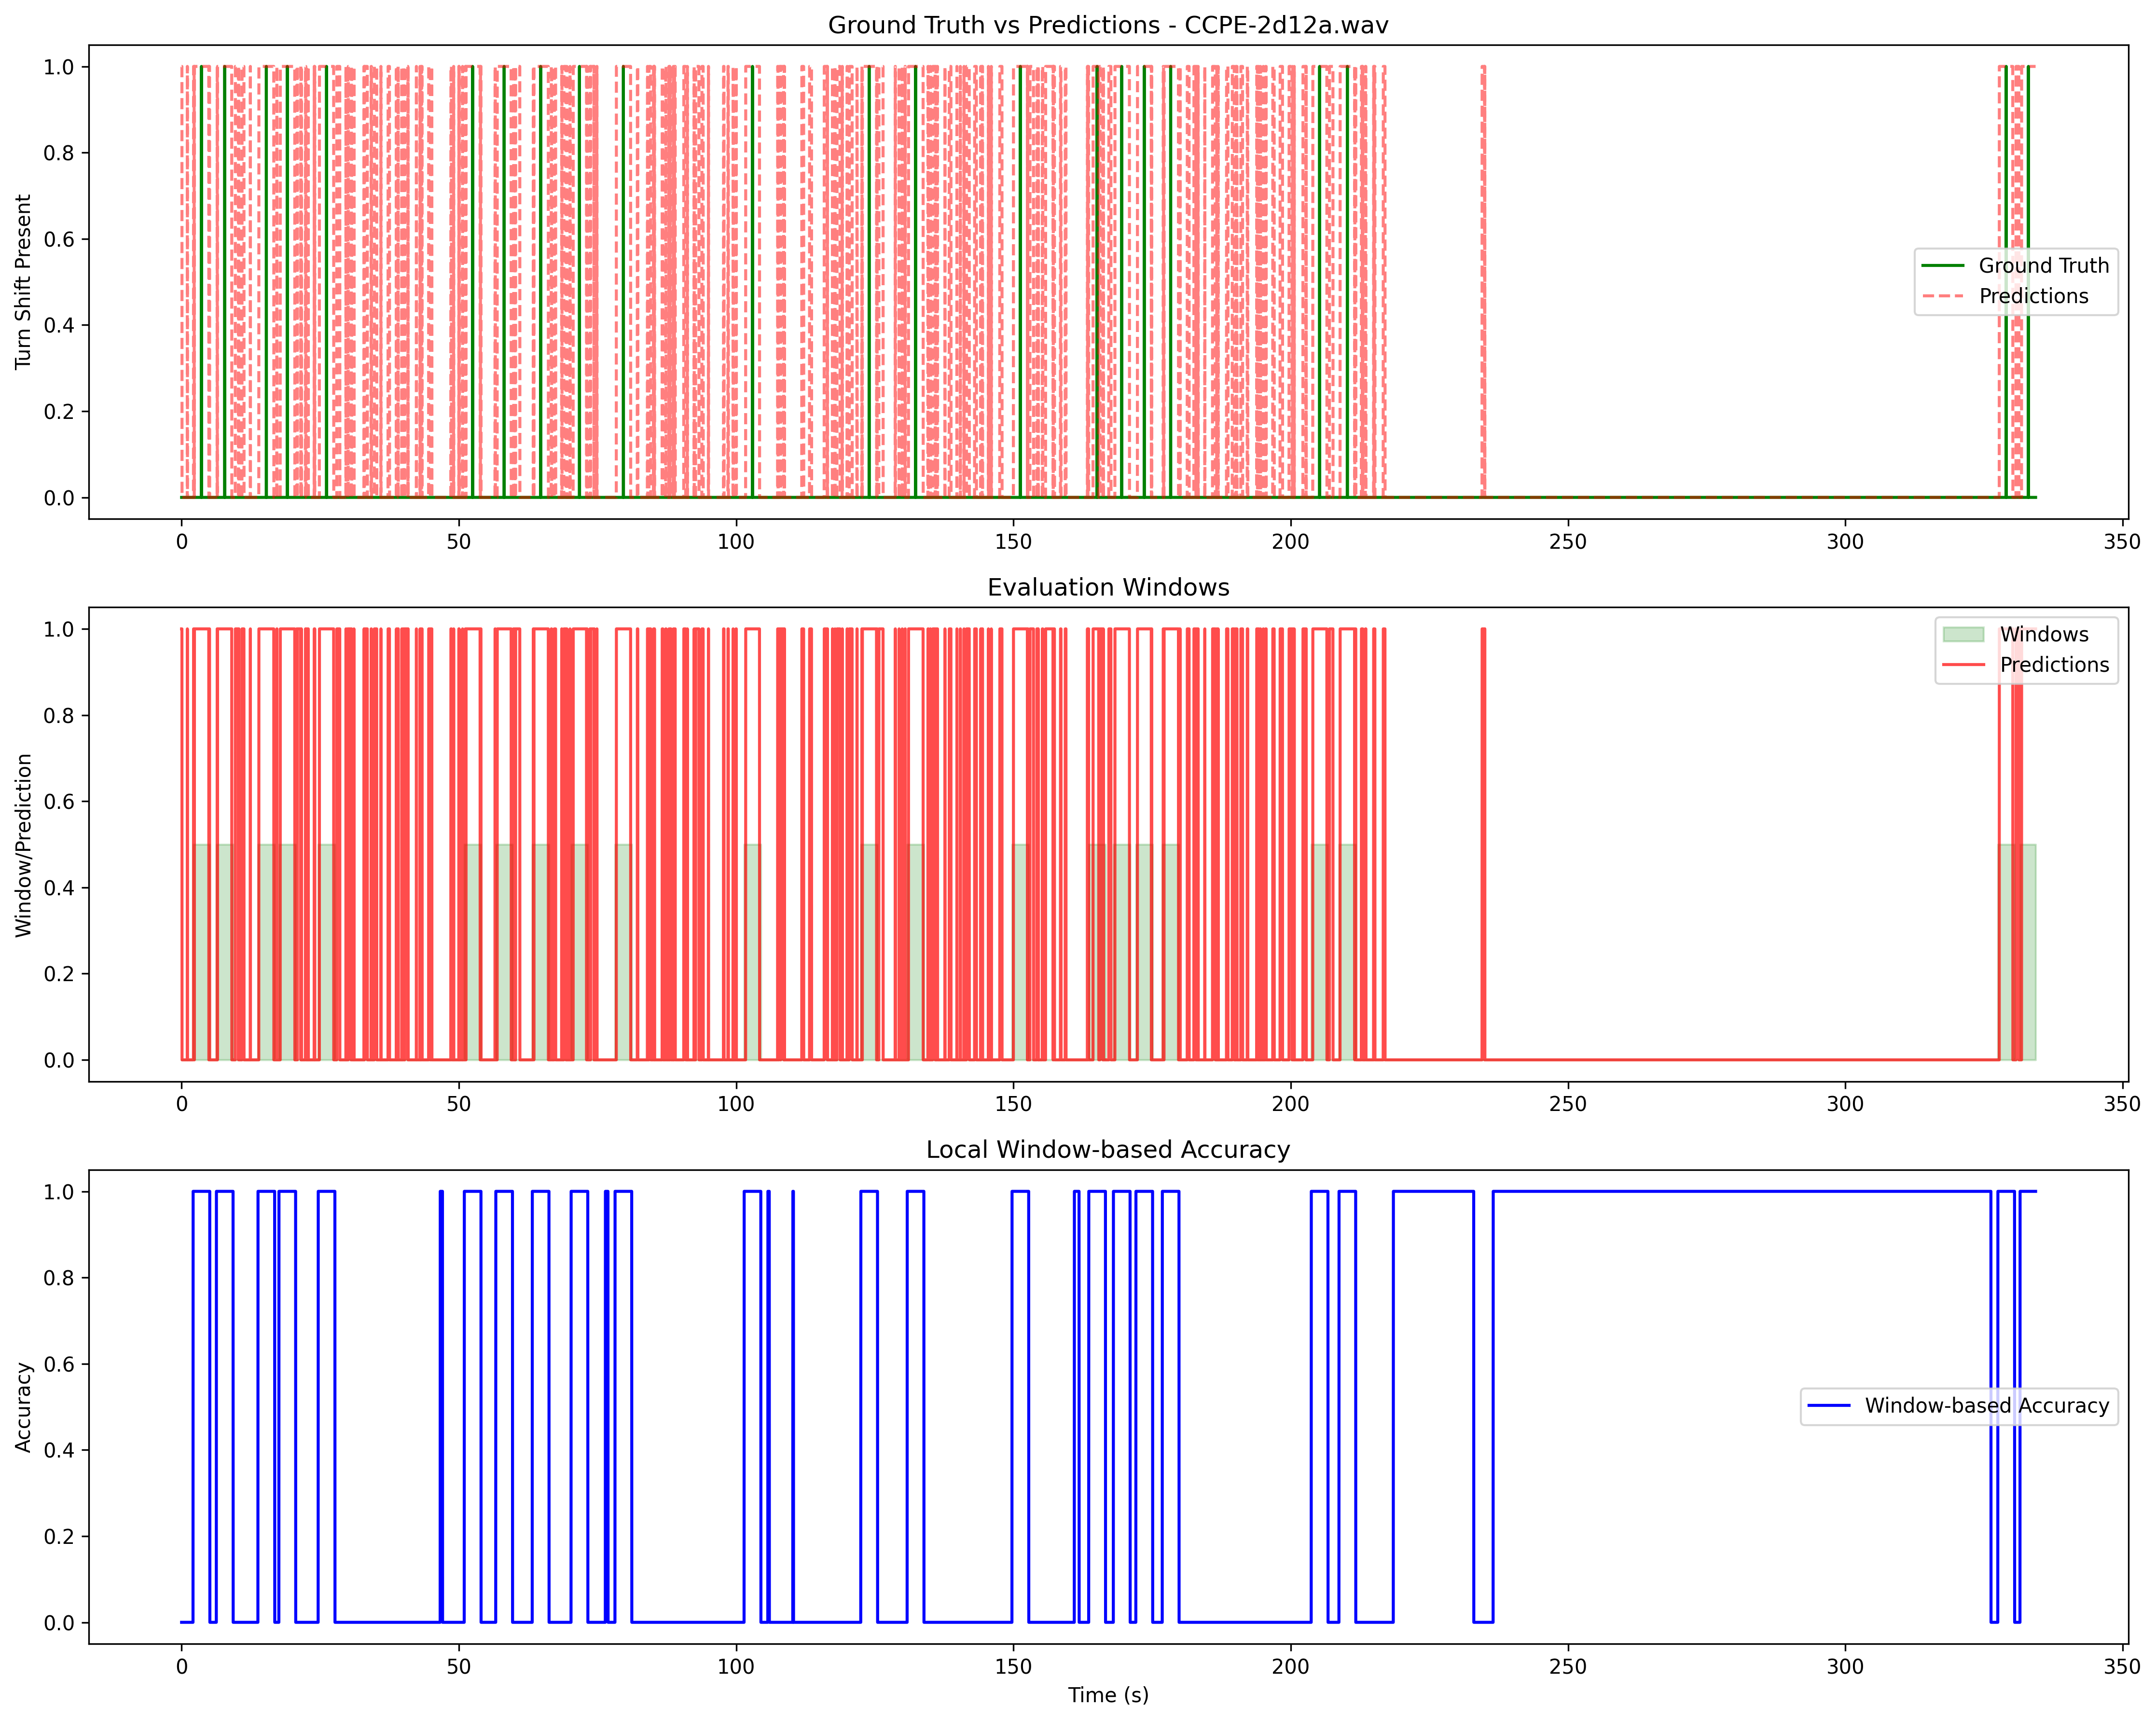 Ground Truth vs Predictions - CCPE-2d12a.wav
Turn Shift Present
1.0
0.8
0.6
0.4
0.2
0.0
Ground Truth
Predictions
0 50 100 150 200 250 300 350
Evaluation Windows
Window/Prediction
1.0
0.8
0.6
0.4
0.2
0.0
Windows
Predictions
0 50 100 150 200 250 300 350
Local Window-based Accuracy
Accuracy
1.0
0.8
0.6
0.4
0.2
0.0
Window-based Accuracy
0 50 100 150 200 250 300 350
Time (s)